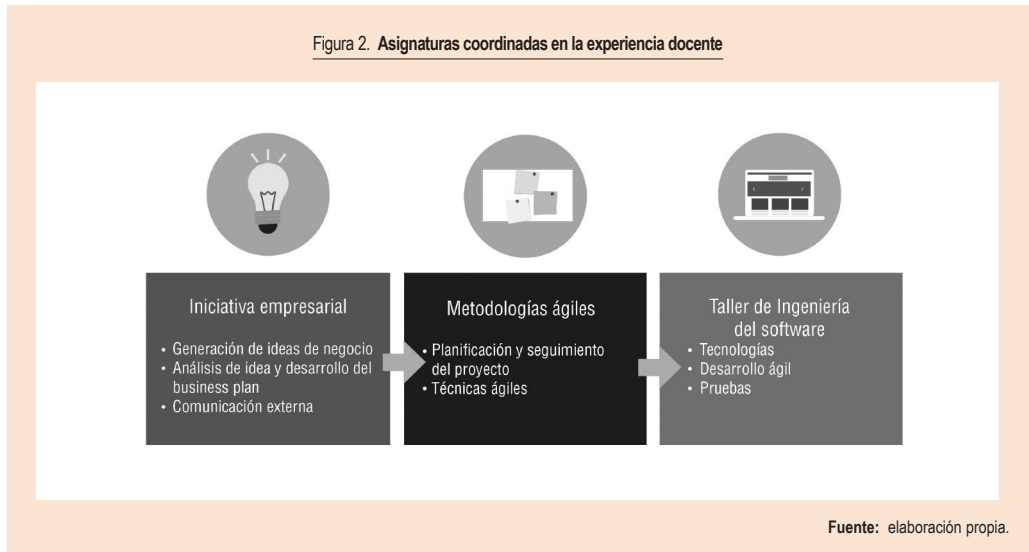 Figura 2. Asignaturas coordinadas en la experiencia docente
Iniciativa empresarial
• Generación de ideas de negocio
• Análisis de idea y desarrollo del
business plan
• Comunicación externa
Metodologías ágiles
• Planificación y seguimiento
del proyecto
• Técnicas ágiles
Taller de Ingeniería
del software
• Tecnologías
• Desarrollo ágil
• Pruebas
Fuente: elaboración propia.